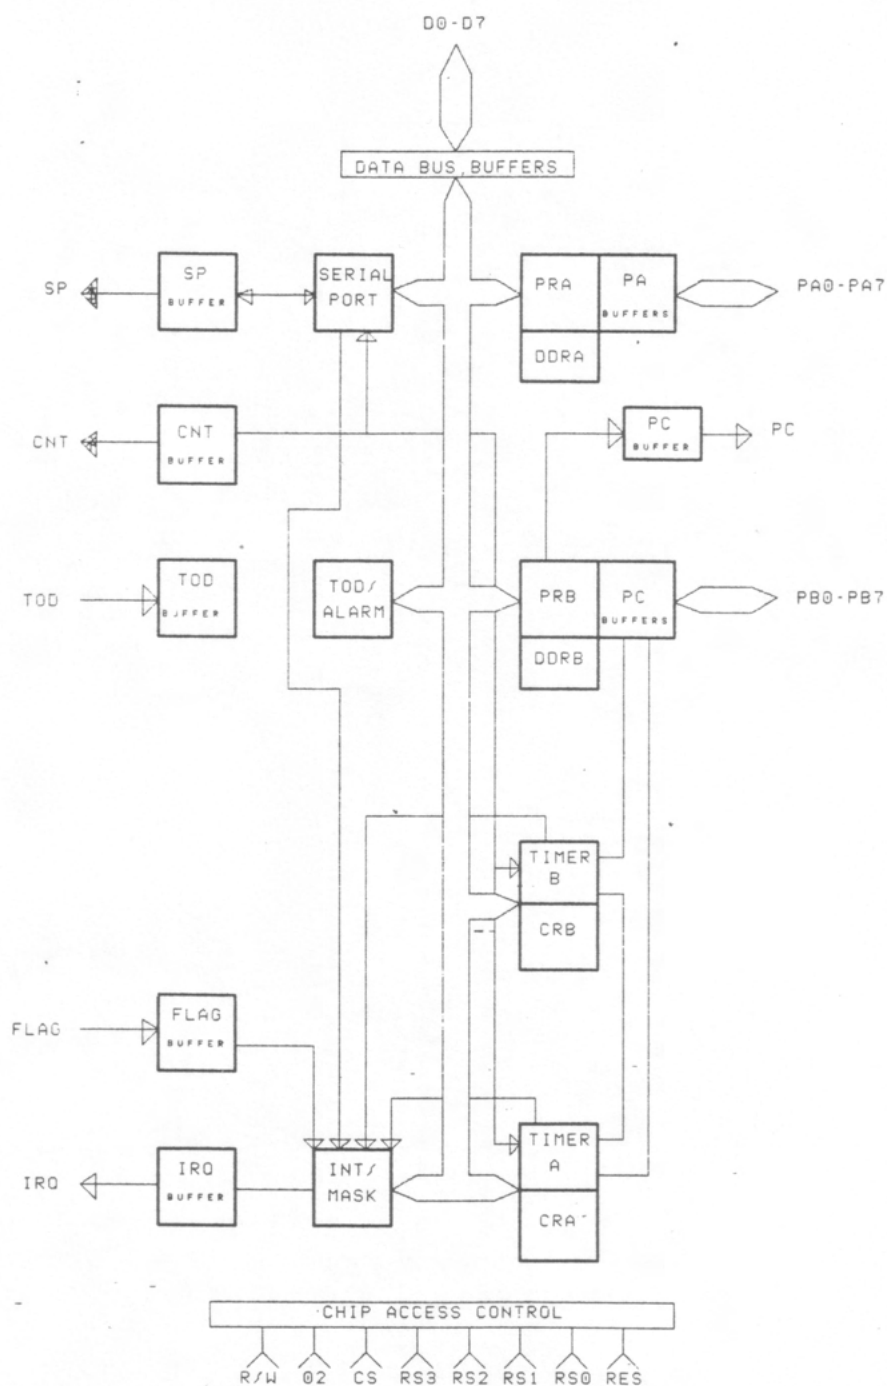 D0-D7
DATA BUS,BUFFERS
SP
SP
BUFFER
SERIAL
PORT
PRA
PA
BUFFERS
PA0-PA7
DDRA
CNT
CNT
BUFFER
PC
BUFFER
PC
TOD
TOD
BUFFER
TOD/
ALARM
PRB
PC
BUFFERS
PB0-PB7
DDRB
TIMER
B
CRB
FLAG
FLAG
BUFFER
TIMER
A
IRQ
IRQ
BUFFER
INT/
MASK
CRA
CHIP ACCESS CONTROL
R/W 02 CS RS3 RS2 RS1 RS0 RES